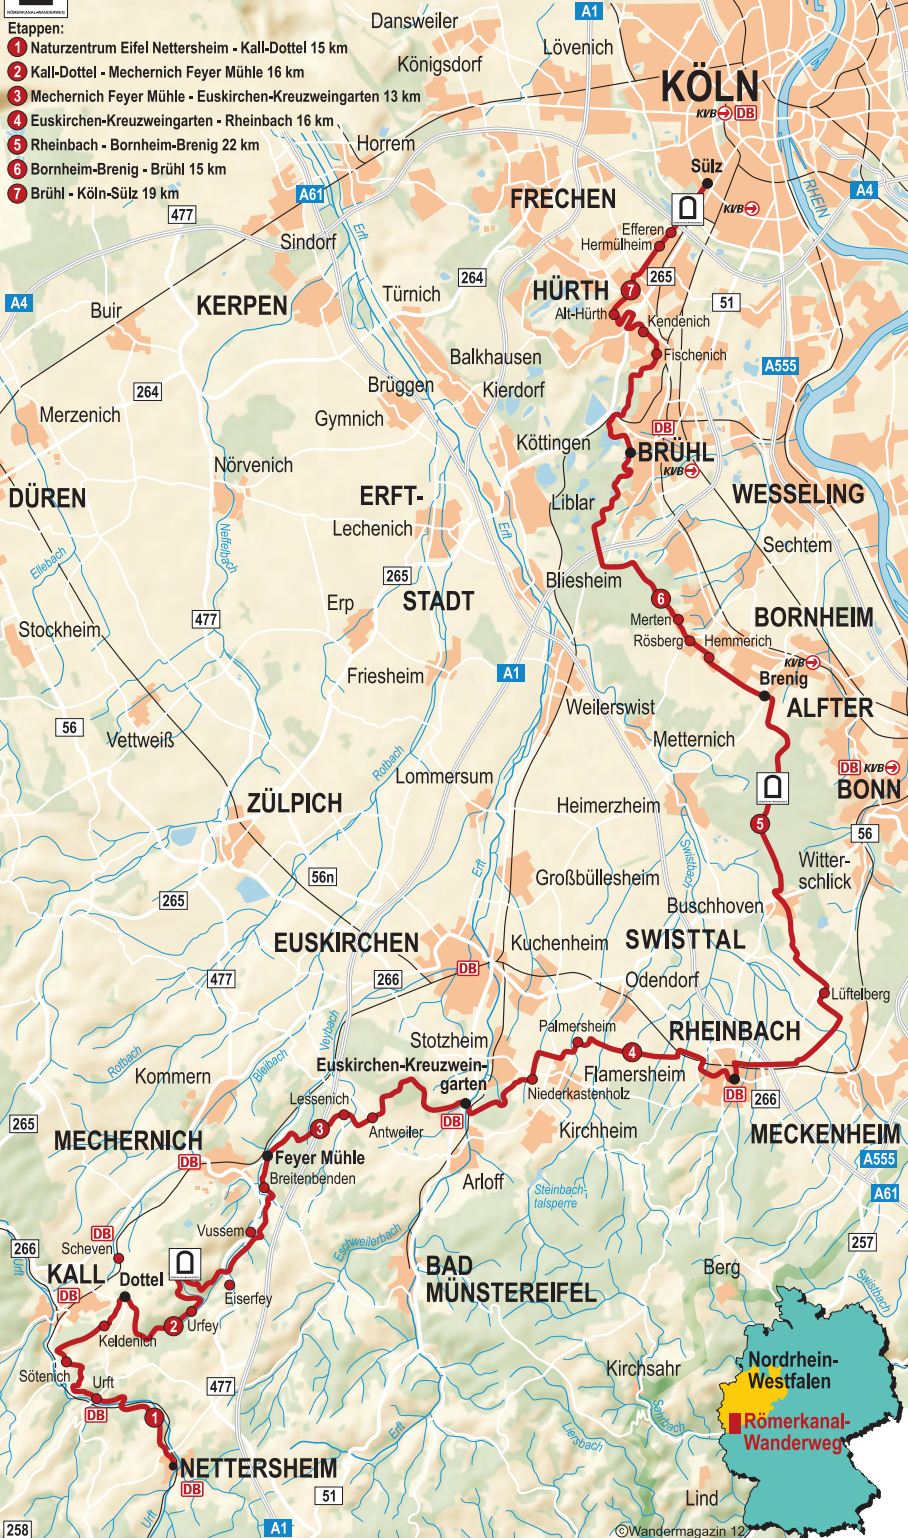 RÖMERKANAL-WANDERWEG
Etappen:
1 Naturzentrum Eifel Nettersheim - Kall-Dottel 15 km
2 Kall-Dottel - Mechernich Feyer Mühle 16 km
3 Mechernich Feyer Mühle - Euskirchen-Kreuzweingarten 13 km
4 Euskirchen-Kreuzweingarten - Rheinbach 16 km
5 Rheinbach - Bornheim-Brenig 22 km
6 Bornheim-Brenig - Brühl 15 km
7 Brühl - Köln-Sülz 19 km
Dansweiler
A1
Lövenich
Königsdorf
KÖLN
KVB DB
Horrem
Sülz
A61
FRECHEN
RHEIN
A4
477
KVB
Erft
Sindorf
Efferen
Hermülheim
264
265
A4
Buir
KERPEN
Türnich
HÜRTH
7
51
Alt-Hürth
Kendenich
Balkhausen
Fischenich
A555
264
Brüggen
Kierdorf
Merzenich
Gymnich
DB
Köttingen
BRÜHL
Nörvenich
KVB
DÜREN
ERFT-
WESSELING
Liblar
Lechenich
Erft
Neffelbach
Sechtem
Ellebach
265
Bliesheim
Erp
STADT
6
477
Merten
BORNHEIM
Stockheim
Rösberg
Hemmerich
KVB
Friesheim
A1
Brenig
56
Weilerswist
ALFTER
Vettweiß
Metternich
Rotbach
Lommersum
DB KVB
BONN
ZÜLPICH
Heimerzheim
5
56
Erft
Swistbach
Witter-
schlick
56n
Großbüllesheim
265
Buschhoven
EUSKIRCHEN
Kuchenheim
SWISTTAL
DB
477
266
Odendorf
Lüftelberg
Veybach
Palmersheim
RHEINBACH
Stotzheim
Rotbach
Bleibach
Euskirchen-Kreuzwein-
garten
4
Kommern
Flamersheim
Lessenich
Niederkastenholz
DB
266
265
3
Antweiler
DB
Kirchheim
MECHERNICH
MECKENHEIM
DB
Feyer Mühle
A555
Breitenbenden
Arloff
Steinbach-
talsperre
A61
Vussem
DB
Eschweilerbach
266
Scheven
257
Urft
KALL
Dottel
BAD
MÜNSTEREIFEL
Berg
DB
Eiserfey
Swistbach
2
Urfey
Keldenich
Nordrhein-
Westfalen
Sötenich
Kirchsahr
Urft
477
DB
1
Römerkanal-
Wanderweg
Sahrbach
Erft
Liersbach
NETTERSHEIM
DB
51
Lind
Urft
258
A1
©Wandermagazin 12